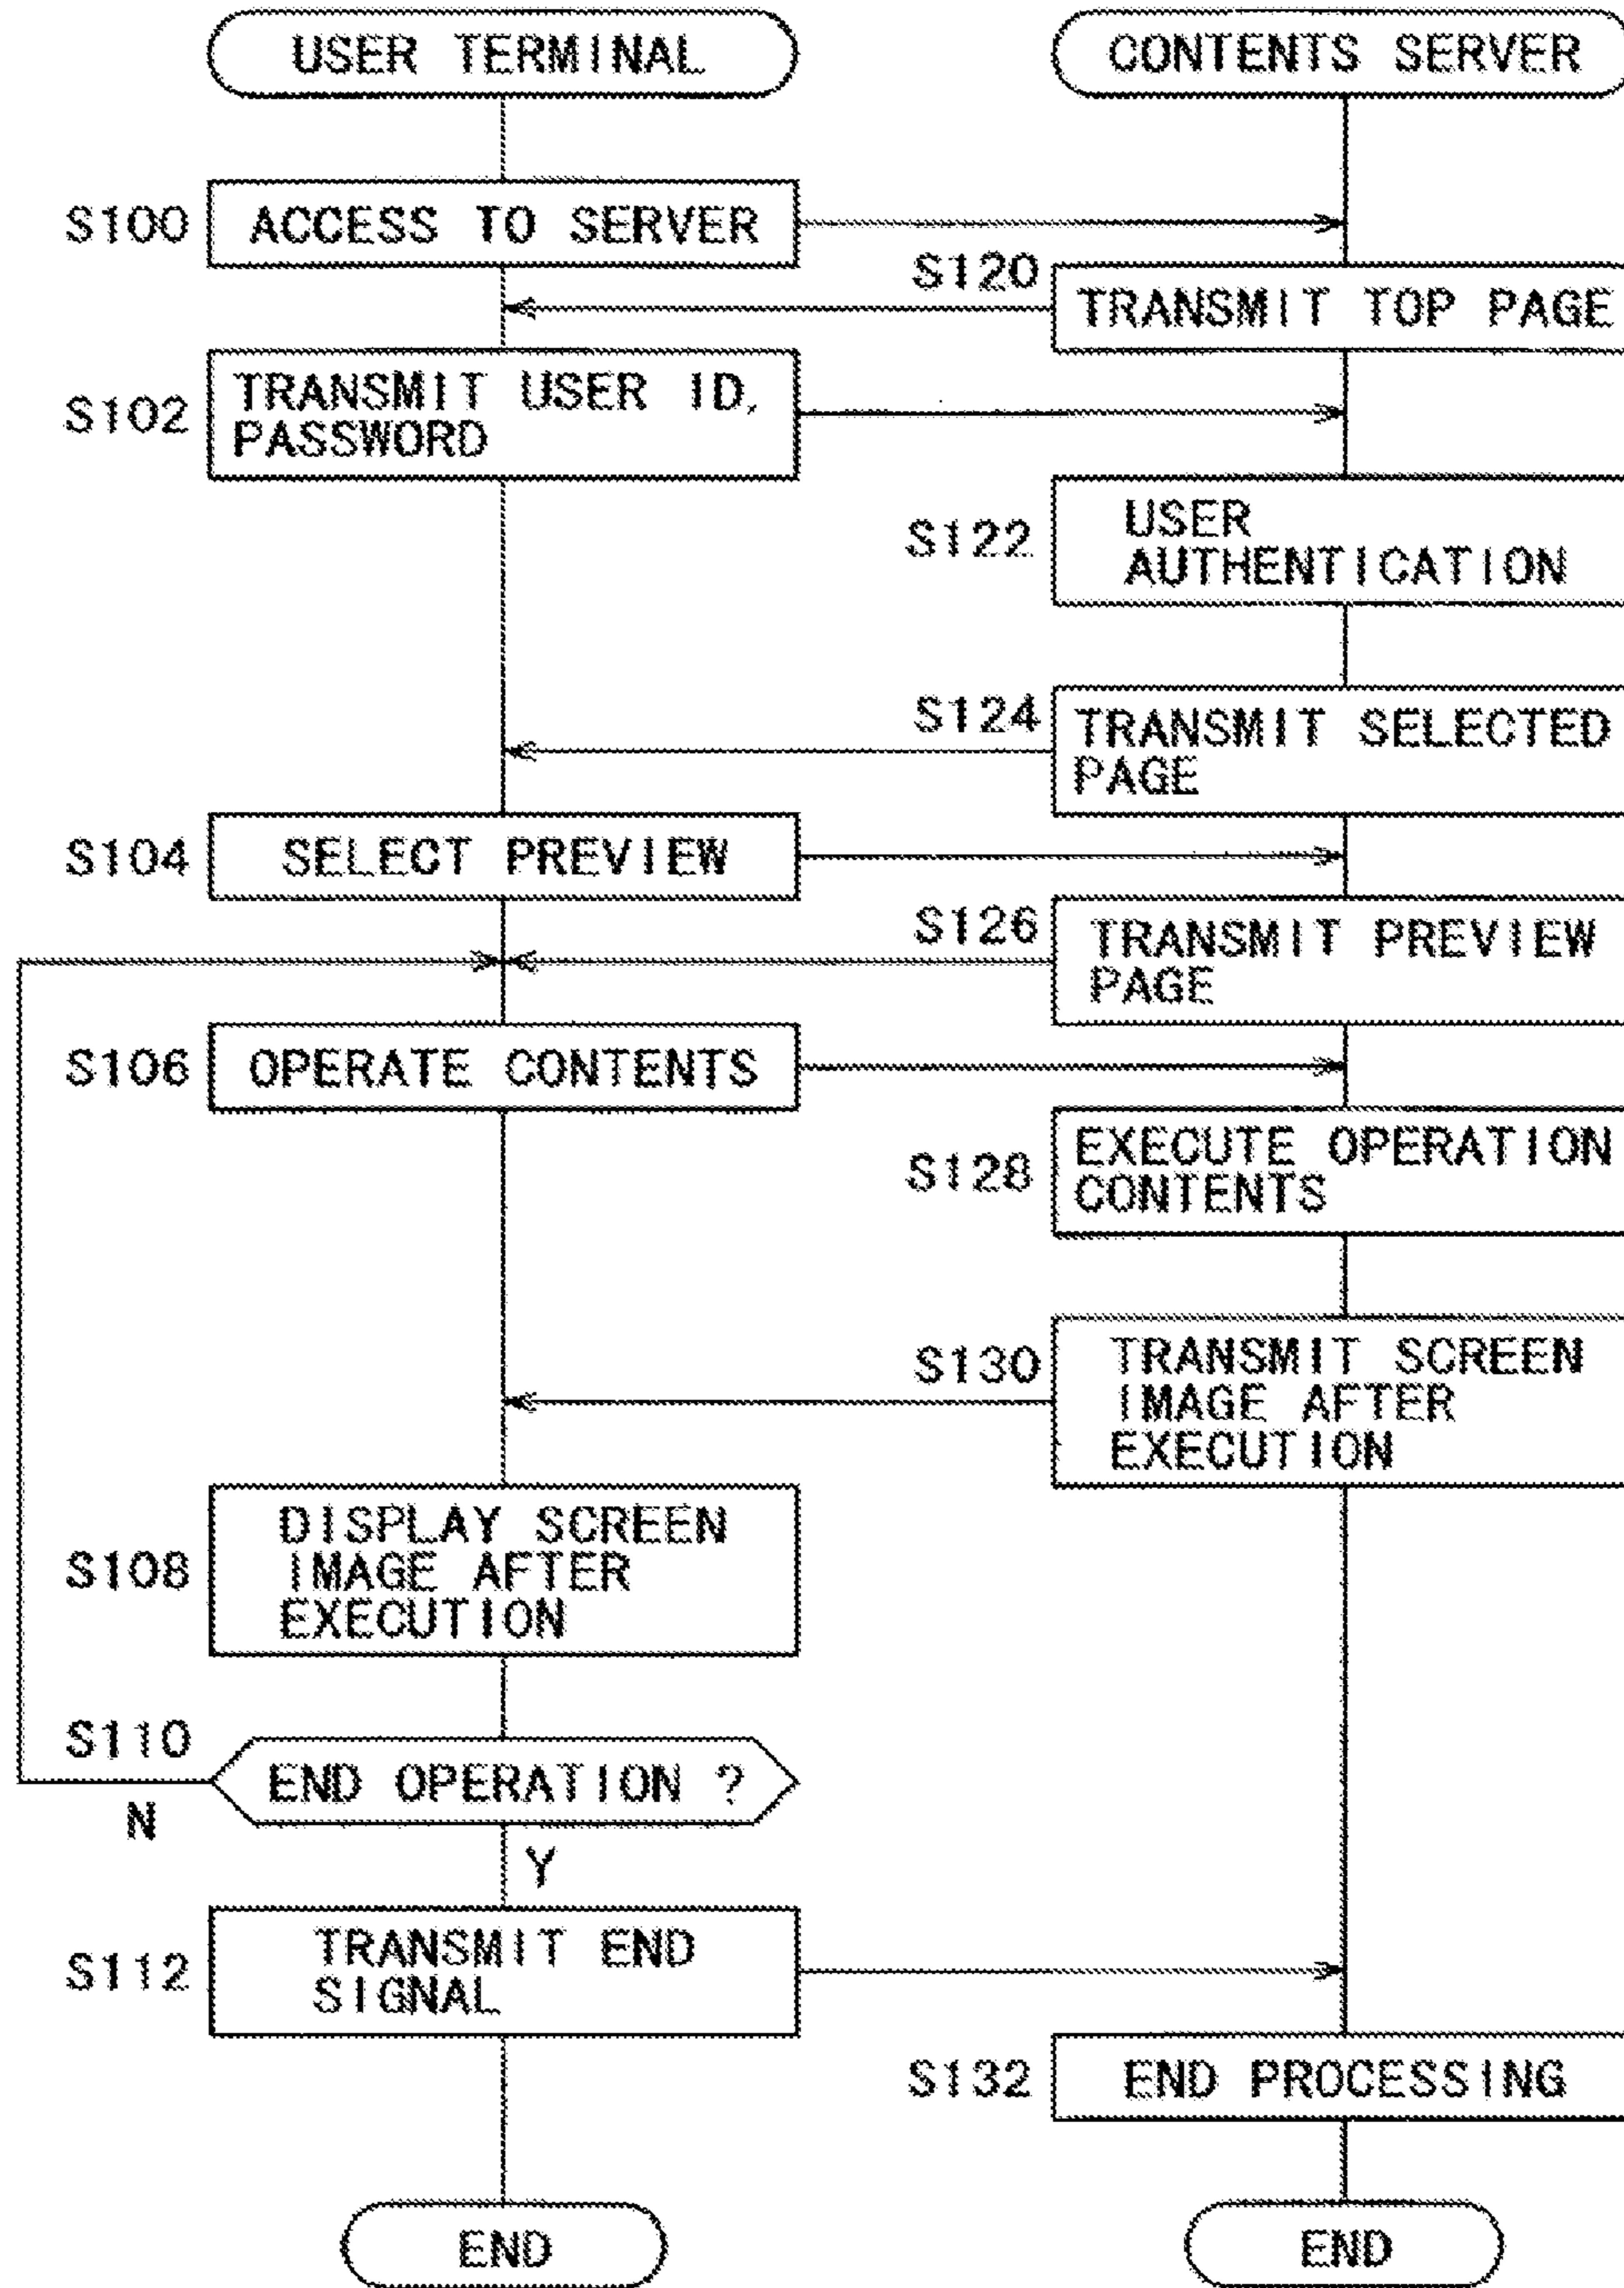 USER TERMINAL
CONTENTS SERVER
S100
ACCESS TO SERVER
S120
TRANSMIT TOP PAGE
S102
TRANSMIT USER ID,
PASSWORD
S122
USER
AUTHENTICATION
S124
TRANSMIT SELECTED
PAGE
S104
SELECT PREVIEW
S126
TRANSMIT PREVIEW
PAGE
S106
OPERATE CONTENTS
S128
EXECUTE OPERATION
CONTENTS
S130
TRANSMIT SCREEN
IMAGE AFTER
EXECUTION
S108
DISPLAY SCREEN
IMAGE AFTER
EXECUTION
S110
END OPERATION ?
N
Y
S112
TRANSMIT END
SIGNAL
S132
END PROCESSING
END
END